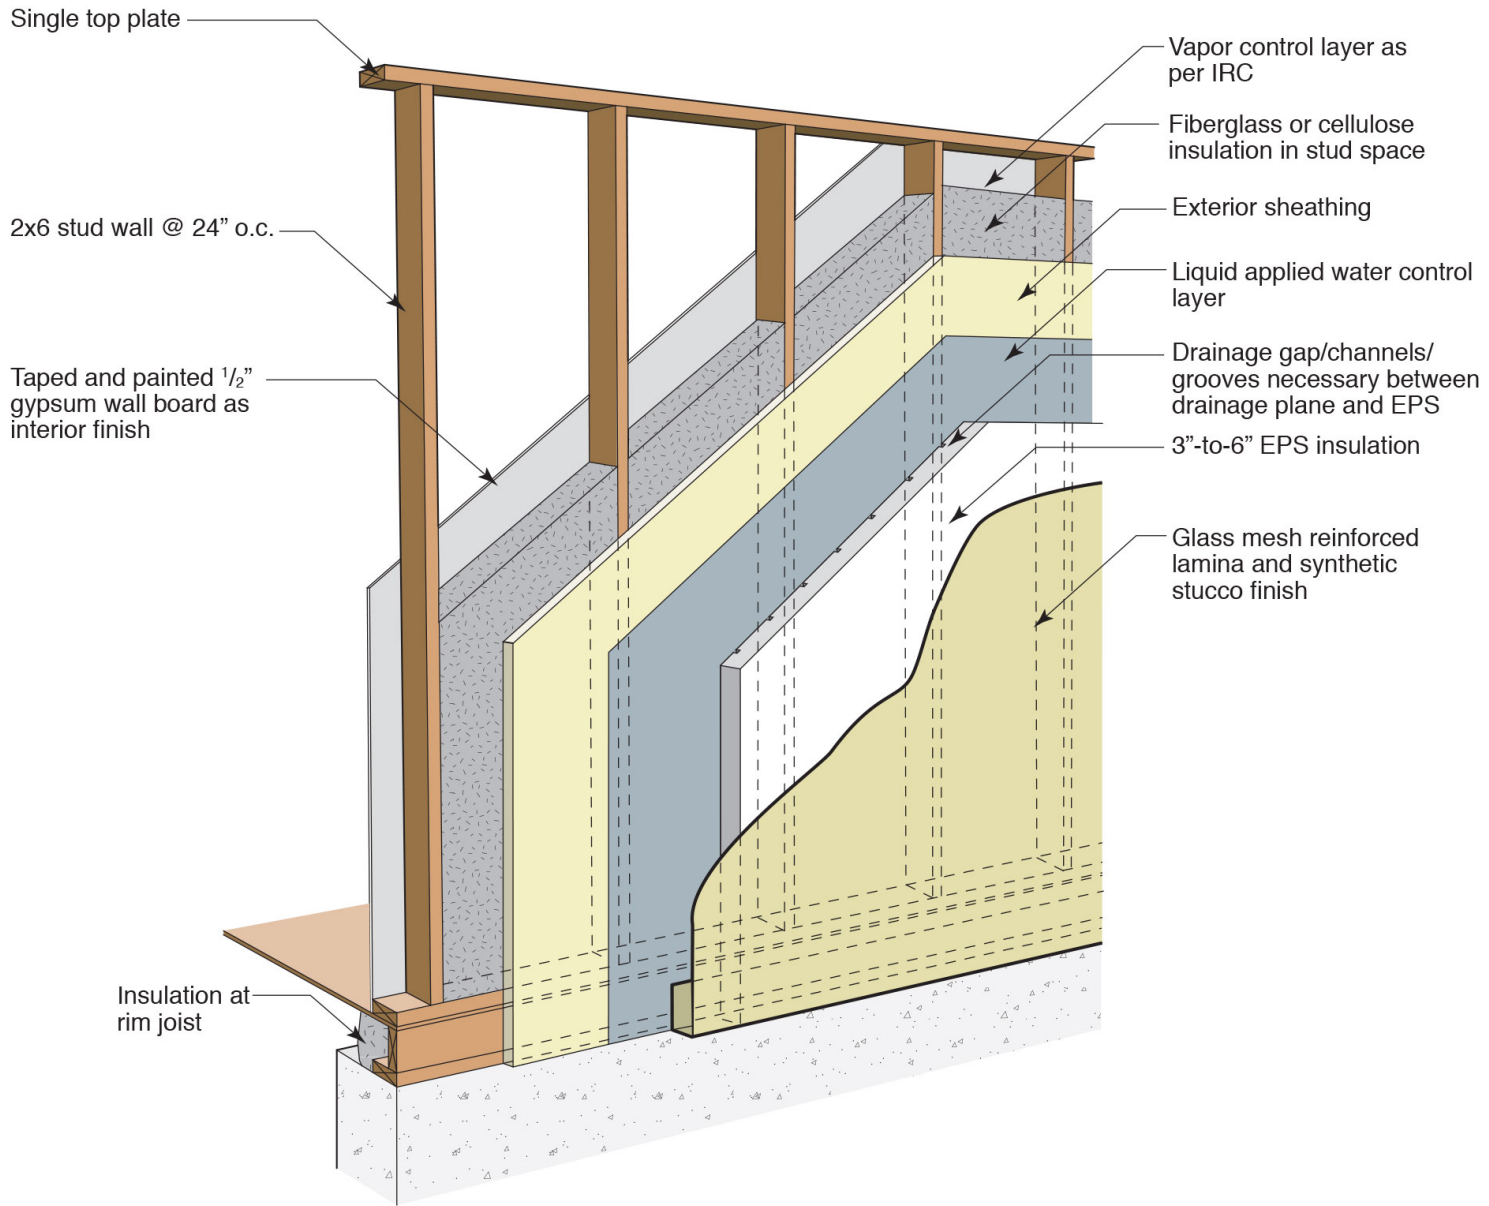 Single top plate
2x6 stud wall @ 24” o.c.
Taped and painted 1/2”
gypsum wall board as
interior finish
Insulation at
rim joist
Vapor control layer as
per IRC
Fiberglass or cellulose
insulation in stud space
Exterior sheathing
Liquid applied water control
layer
Drainage gap/channels/
grooves necessary between
drainage plane and EPS
3”-to-6” EPS insulation
Glass mesh reinforced
lamina and synthetic
stucco finish